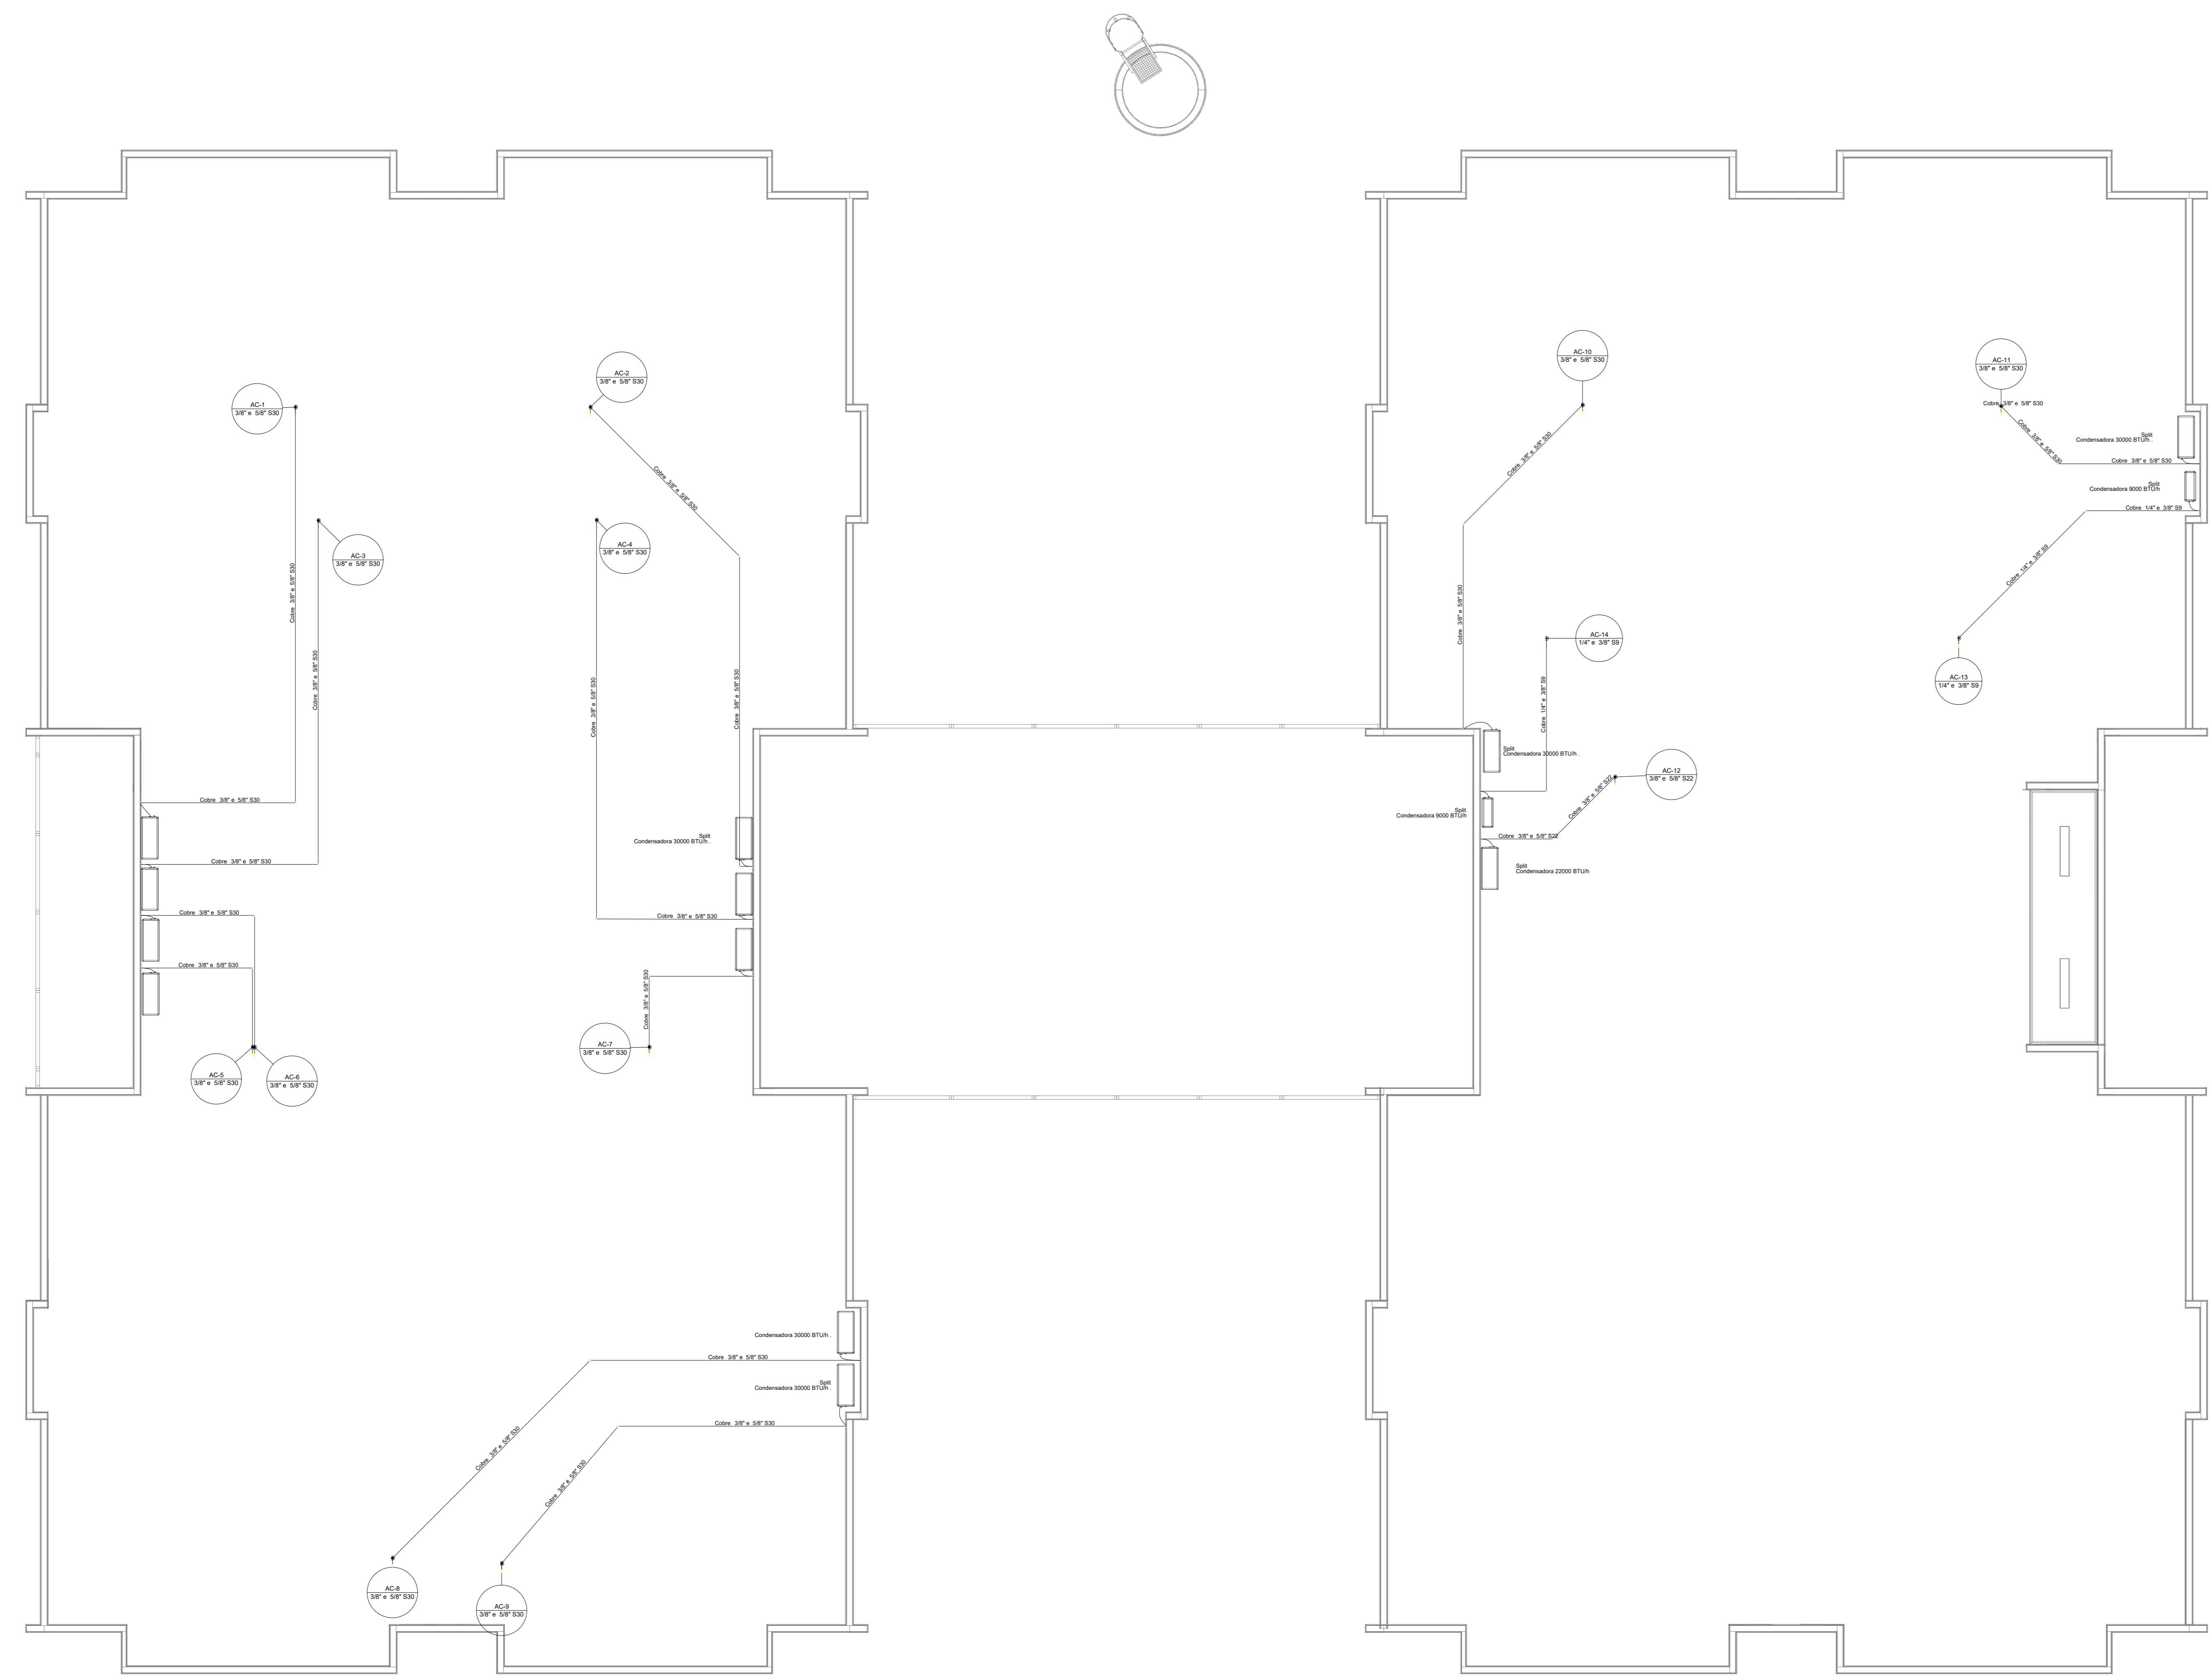 AC-1
3/8" e  5/8" S30
AC-2
3/8" e  5/8" S30
Cobre  3/8" e  5/8" S30
AC-3
3/8" e  5/8" S30
AC-4
3/8" e  5/8" S30
Cobre  3/8" e  5/8" S30
Cobre  3/8" e  5/8" S30
Cobre  3/8" e  5/8" S30
Cobre  3/8" e  5/8" S30
Cobre  3/8" e  5/8" S30
Split
Condensadora 30000 BTU/h .
Cobre  3/8" e  5/8" S30
Cobre  3/8" e  5/8" S30
Cobre  3/8" e  5/8" S30
Cobre  3/8" e  5/8" S30
Cobre  3/8" e  5/8" S30
AC-5
3/8" e  5/8" S30
AC-6
3/8" e  5/8" S30
AC-7
3/8" e  5/8" S30
Condensadora 30000 BTU/h .
Cobre  3/8" e  5/8" S30
Split
Condensadora 30000 BTU/h .
Cobre  3/8" e  5/8" S30
Cobre  3/8" e  5/8" S30
Cobre  3/8" e  5/8" S30
AC-8
3/8" e  5/8" S30
AC-9
3/8" e  5/8" S30
AC-10
3/8" e  5/8" S30
AC-11
3/8" e  5/8" S30
Cobre  3/8" e  5/8" S30
Cobre  3/8" e  5/8" S30
Cobre  3/8" e  5/8" S30
Split
Condensadora 30000 BTU/h .
Cobre  3/8" e  5/8" S30
Split
Condensadora 9000 BTU/h
Cobre  1/4" e  3/8" S9
Cobre  1/4" e  3/8" S9
Cobre  3/8" e  5/8" S30
AC-14
1/4" e  3/8" S9
AC-13
1/4" e  3/8" S9
Cobre  1/4" e  3/8" S9
Split
Condensadora 30000 BTU/h .
AC-12
3/8" e  5/8" S22
Cobre  3/8" e  5/8" S22
Split
Condensadora 9000 BTU/h
Cobre  3/8" e  5/8" S22
Split
Condensadora 22000 BTU/h